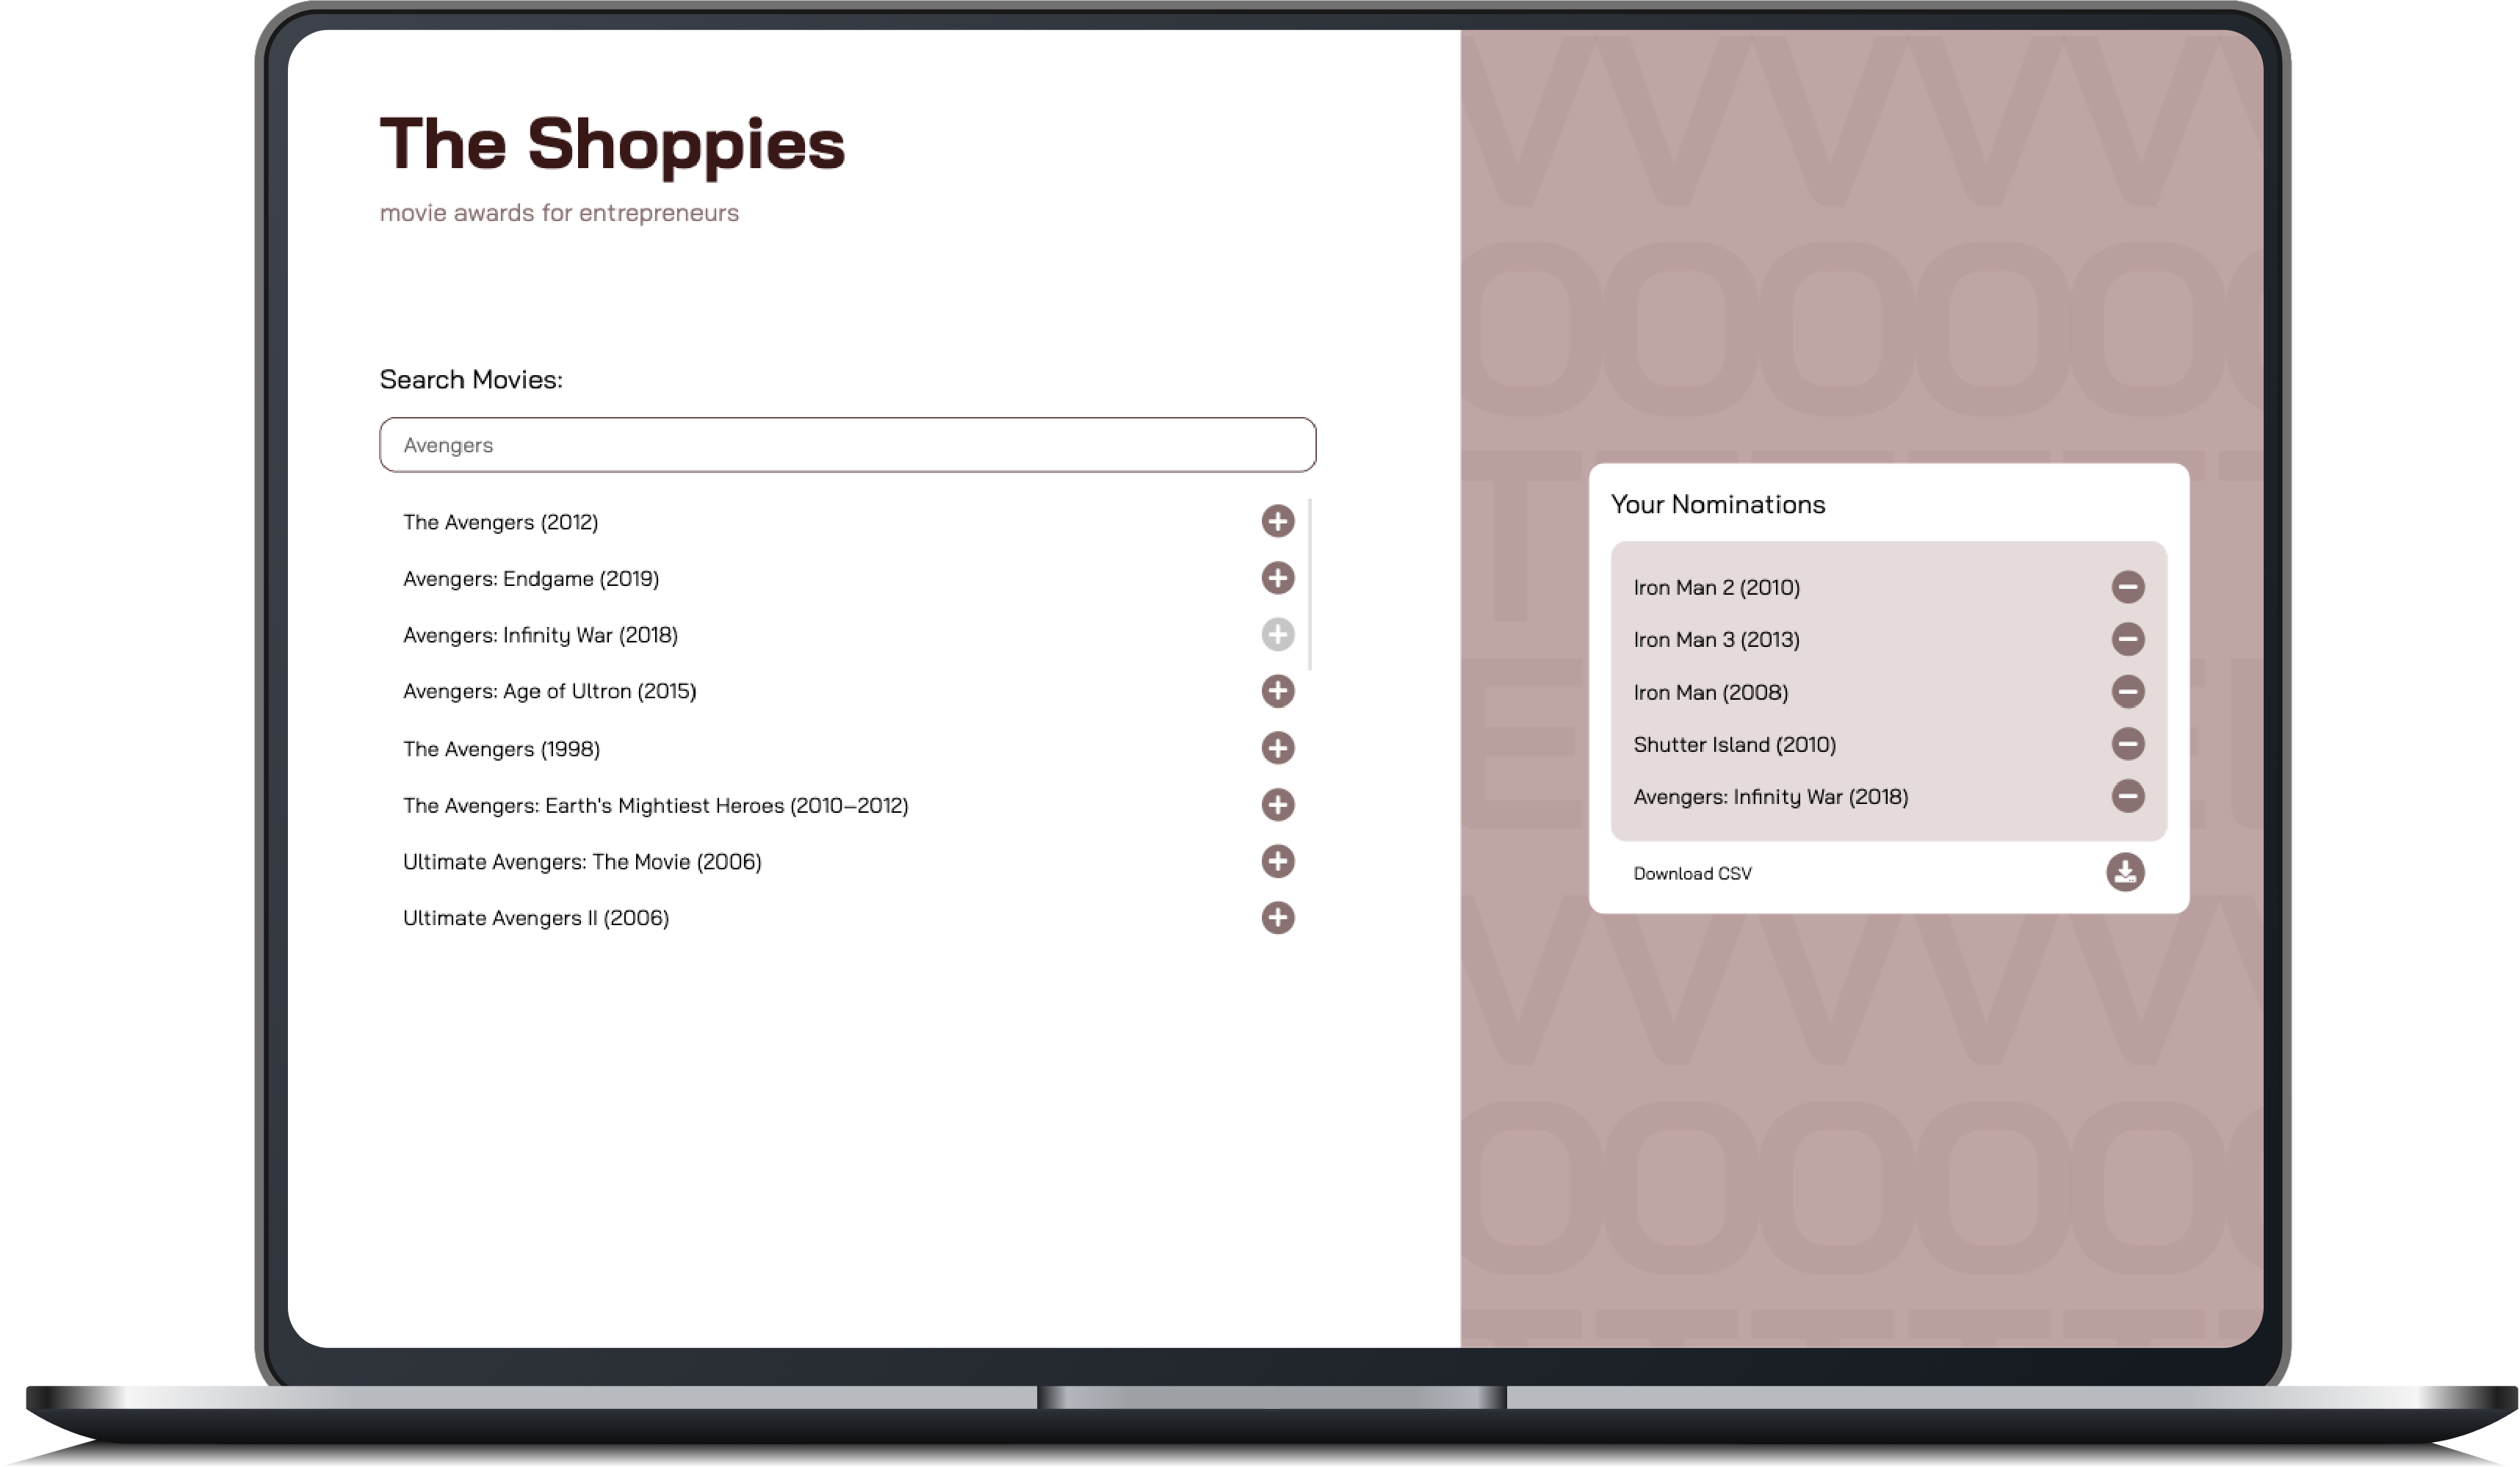 The Shoppies
movie awards for entrepreneurs
Search Movies:
Avengers
The Avengers (2012)
Avengers: Endgame (2019)
Avengers: Infinity War (2018)
Avengers: Age of Ultron (2015)
The Avengers (1998)
The Avengers: Earth's Mightiest Heroes (2010–2012)
Ultimate Avengers: The Movie (2006)
Ultimate Avengers II (2006)
Your Nominations
Iron Man 2 (2010)
Iron Man 3 (2013)
Iron Man (2008)
Shutter Island (2010)
Avengers: Infinity War (2018)
Download CSV